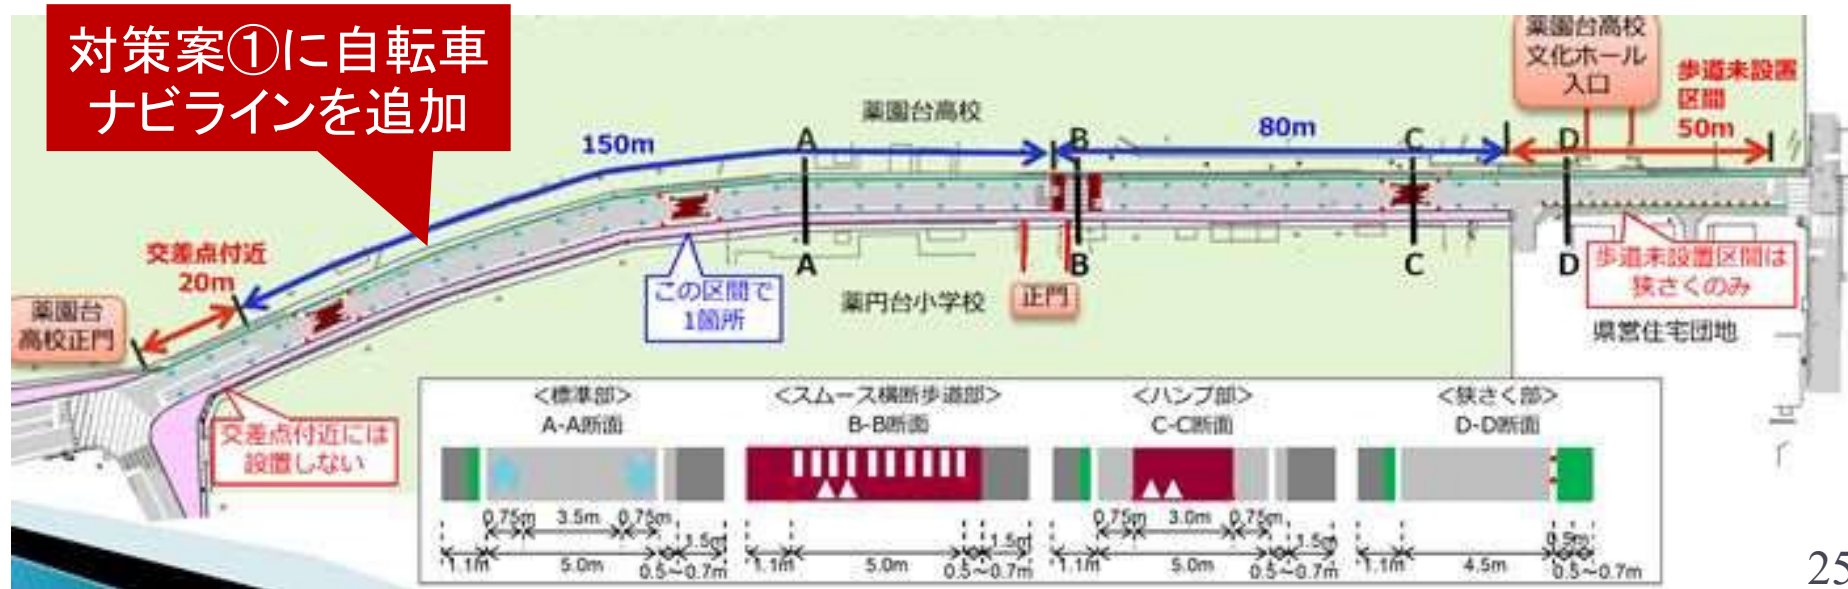 対策案①に自転車
ナビラインを追加
薬園台高校
文化ホール
入口
歩道未設置
区間
50m
薬園台高校
150m
80m
A
B
C
D
交差点付近
20m
薬園台
高校正門
この区間で
1箇所
A
B
C
D
薬円台小学校
正門
歩道未設置区間は
狭さくのみ
県営住宅団地
交差点付近には
設置しない
<標準部>
A-A断面
0.75m 3.5m 0.75m
1.5m
1.1m 5.0m 0.5~0.7m
<スムース横断歩道部>
B-B断面
1.5m
1.1m 5.0m 0.5~0.7m
<ハンプ部>
C-C断面
0.75m 3.0m 0.75m
1.5m
1.1m 5.0m 0.5~0.7m
<狭さく部>
D-D断面
0.5m
1.1m 4.5m 0.5~0.7m
25